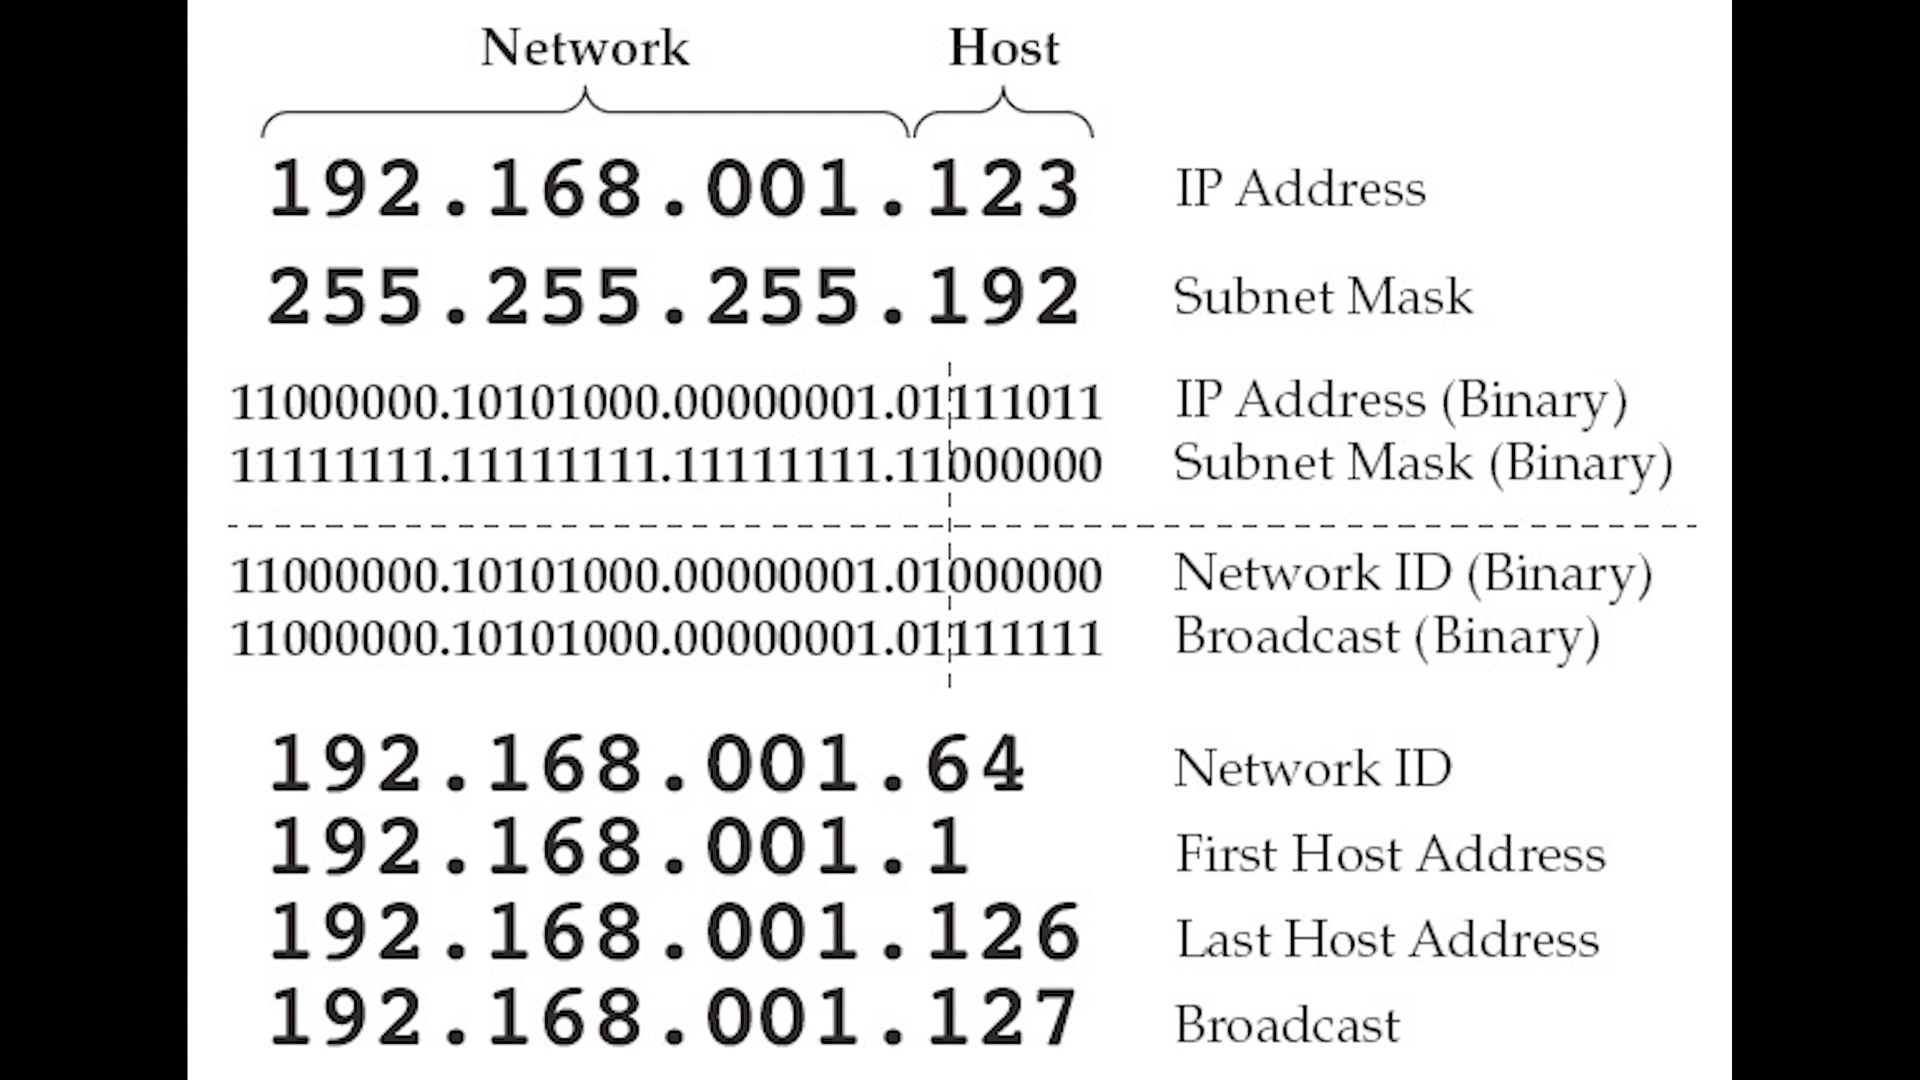 Network Host
192.168.001.123 IP Address
255.255.255.192 Subnet Mask
11000000.10101000.00000001.01111011 IP Address (Binary)
11111111.11111111.11111111.11000000 Subnet Mask (Binary)
11000000.10101000.00000001.01000000 Network ID (Binary)
11000000.10101000.00000001.01111111 Broadcast (Binary)
192.168.001.64 Network ID
192.168.001.1 First Host Address
192.168.001.126 Last Host Address
192.168.001.127 Broadcast